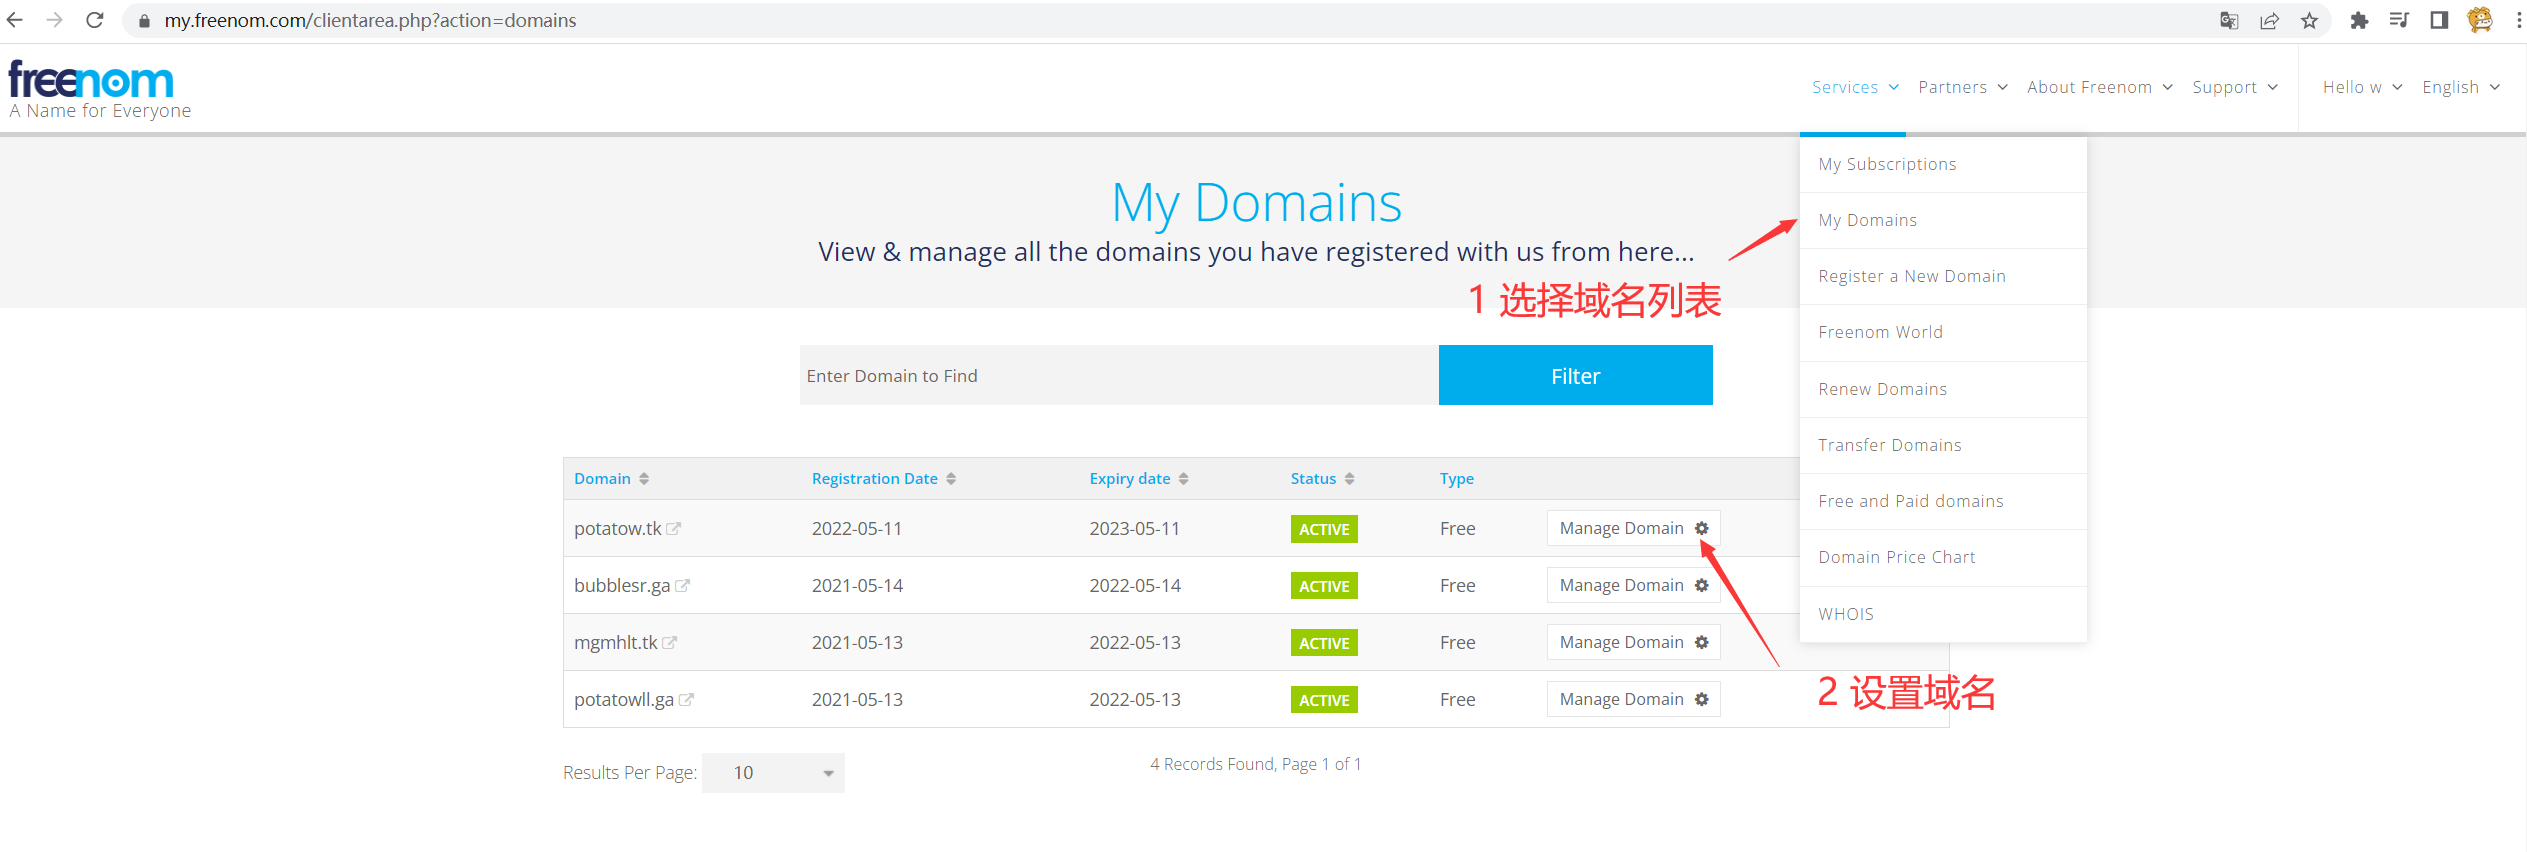 my.freenom.com/clientarea.php?action=domains
freenom
A Name for Everyone
Services Partners About Freenom Support Hello w English
My Subscriptions
My Domains
Register a New Domain
Freenom World
Renew Domains
Transfer Domains
Free and Paid domains
Domain Price Chart
WHOIS
My Domains
View & manage all the domains you have registered with us from here...
1 选择域名列表
Enter Domain to Find Filter
Domain Registration Date Expiry date Status Type
potatow.tk 2022-05-11 2023-05-11 ACTIVE Free Manage Domain
bubblesr.ga 2021-05-14 2022-05-14 ACTIVE Free Manage Domain
mgmhlt.tk 2021-05-13 2022-05-13 ACTIVE Free Manage Domain
potatowll.ga 2021-05-13 2022-05-13 ACTIVE Free Manage Domain
2 设置域名
Results Per Page: 10 4 Records Found, Page 1 of 1